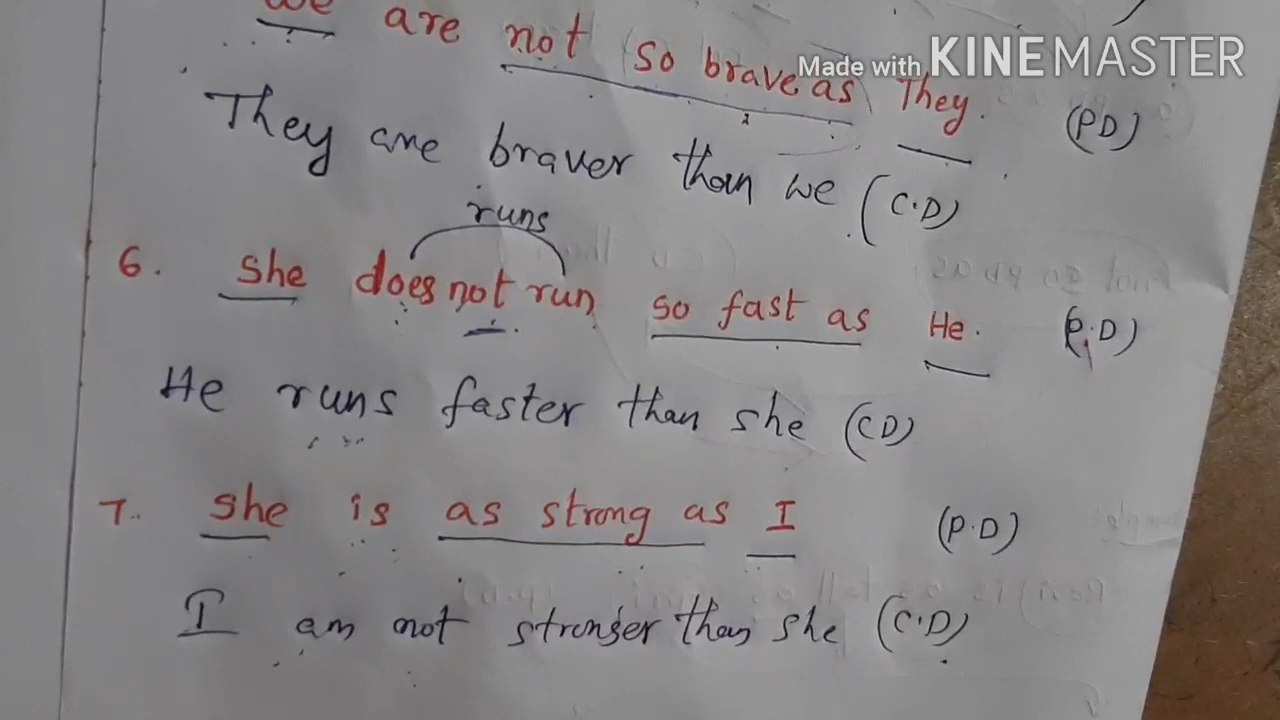 We are not so brave as They. (PD)
Made with KINEMASTER
They are braver than we (C.D)
runs
6. She does not run so fast as He. (P.D)
He runs faster than she (CD)
7. She is as strong as I (P.D)
I am not stronger than she (C.D)